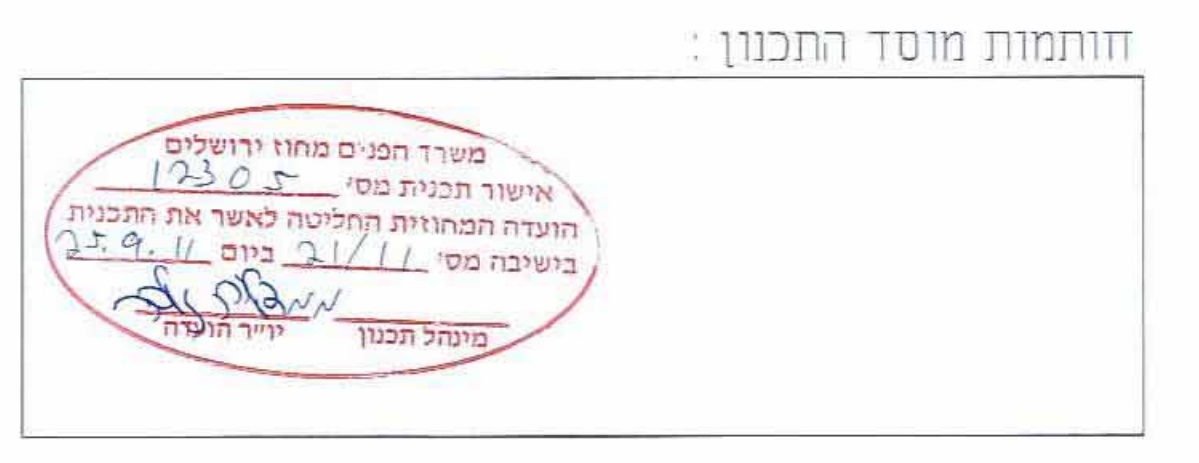 חותמות מוסד התכנון :
משרד הפנים מחוז ירושלים
אישור תכנית מס' 12305
הועדה המחוזית החליטה לאשר את התכנית
בישיבה מס' 21/11 ביום 25.9.11
מינהל תכנון יו"ר הועדה